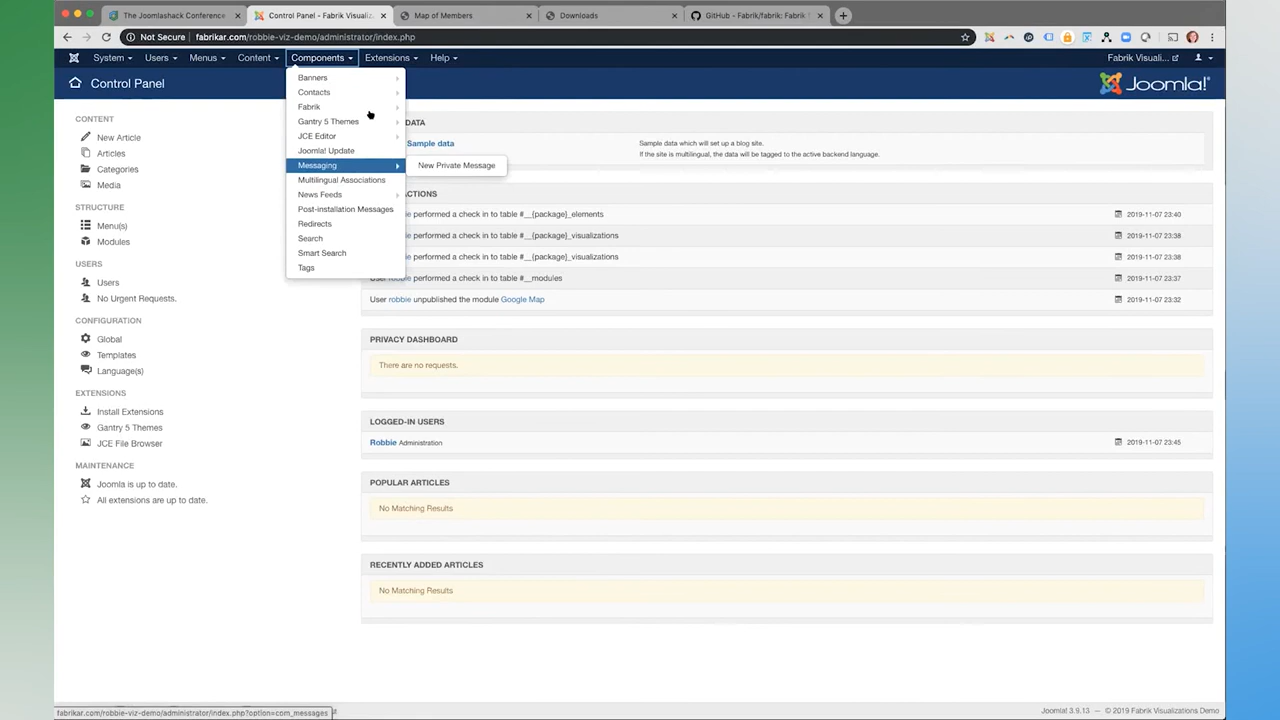 The Joomlashack Conference
Control Panel - Fabrik Visualiz
Map of Members
Downloads
GitHub - Fabrik/fabrik: Fabrik
Not Secure | fabrikar.com/robbie-viz-demo/administrator/index.php
System Users Menus Content Components Extensions Help Fabrik Visuali...
Control Panel
Joomla!
Banners
Contacts
Fabrik
Gantry 5 Themes
JCE Editor
Joomla! Update
Messaging
New Private Message
Multilingual Associations
News Feeds
Post-installation Messages
Redirects
Search
Smart Search
Tags
CONTENT
New Article
Articles
Categories
Media
STRUCTURE
Menu(s)
Modules
USERS
Users
No Urgent Requests.
CONFIGURATION
Global
Templates
Language(s)
EXTENSIONS
Install Extensions
Gantry 5 Themes
JCE File Browser
MAINTENANCE
Joomla is up to date.
All extensions are up to date.
DATA
Sample data
Sample data which will set up a blog site.
If the site is multilingual, the data will be tagged to the active backend language.
ACTIONS
performed a check in to table #__{package}_elements 2019-11-07 23:40
performed a check in to table #__{package}_visualizations 2019-11-07 23:38
performed a check in to table #__{package}_visualizations 2019-11-07 23:38
User robbie performed a check in to table #__modules 2019-11-07 23:37
User robbie unpublished the module Google Map 2019-11-07 23:32
PRIVACY DASHBOARD
There are no requests.
LOGGED-IN USERS
Robbie Administration 2019-11-07 23:45
POPULAR ARTICLES
No Matching Results
RECENTLY ADDED ARTICLES
No Matching Results
fabrikar.com/robbie-viz-demo/administrator/index.php?option=com_messages
Joomla! 3.9.13 — © 2019 Fabrik Visualizations Demo